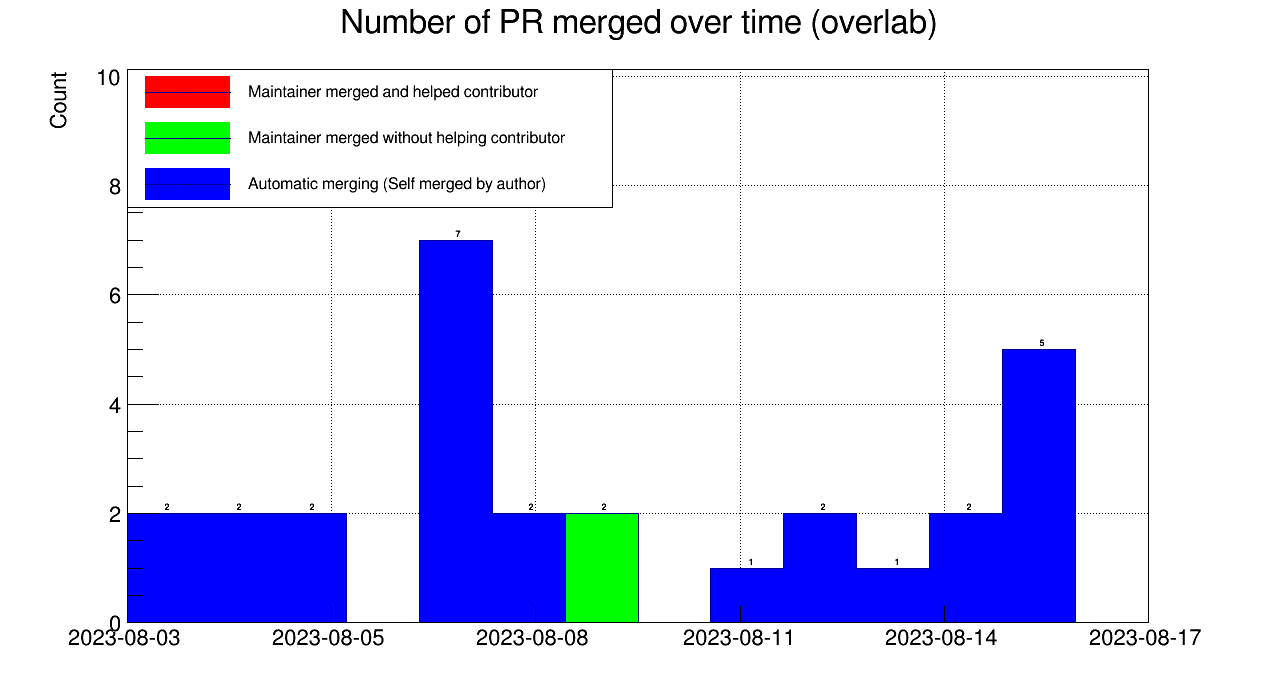 Number of PR merged over time (overlab)
Count
Maintainer merged and helped contributor
Maintainer merged without helping contributor
Automatic merging (Self merged by author)
10
8
6
4
2
0
2 2 2 7 2 2 1 2 1 2 5
2023-08-03 2023-08-05 2023-08-08 2023-08-11 2023-08-14 2023-08-17